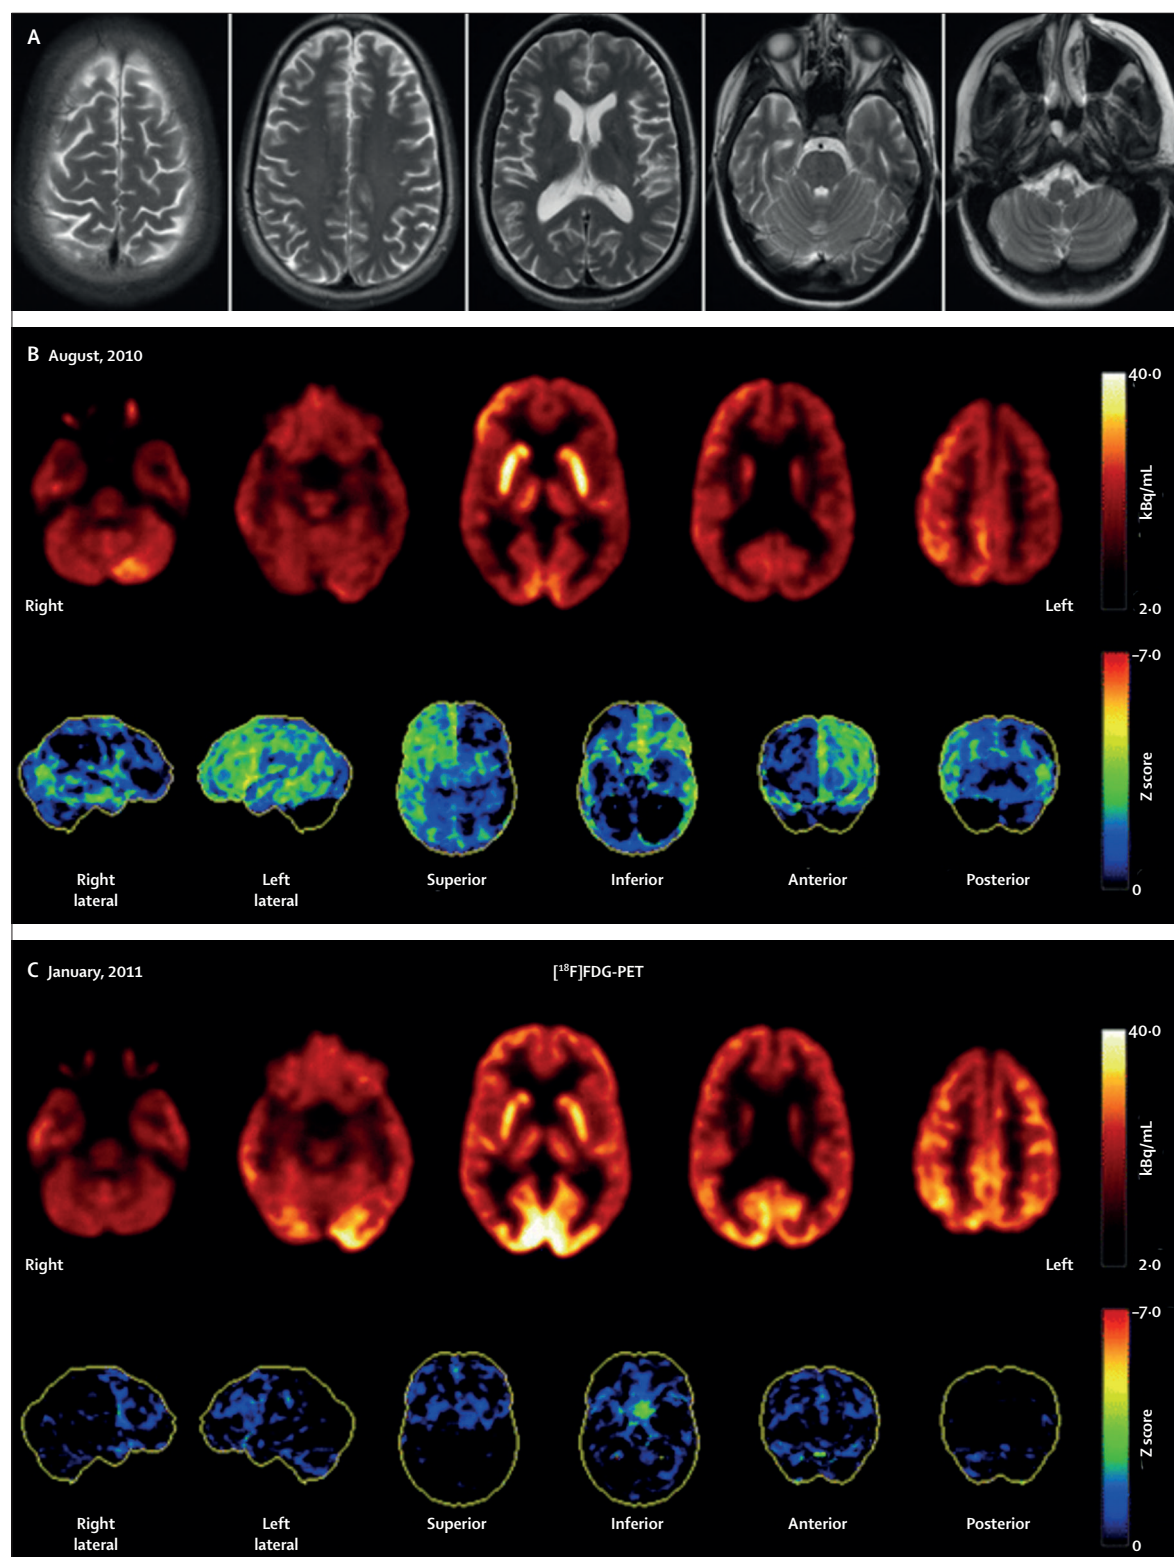 A
B August, 2010
40·0
kBq/mL
2·0
Right
Left
–7·0
Z score
0
Right
lateral
Left
lateral
Superior
Inferior
Anterior
Posterior
C January, 2011
[¹⁸F]FDG-PET
40·0
kBq/mL
2·0
Right
Left
–7·0
Z score
0
Right
lateral
Left
lateral
Superior
Inferior
Anterior
Posterior